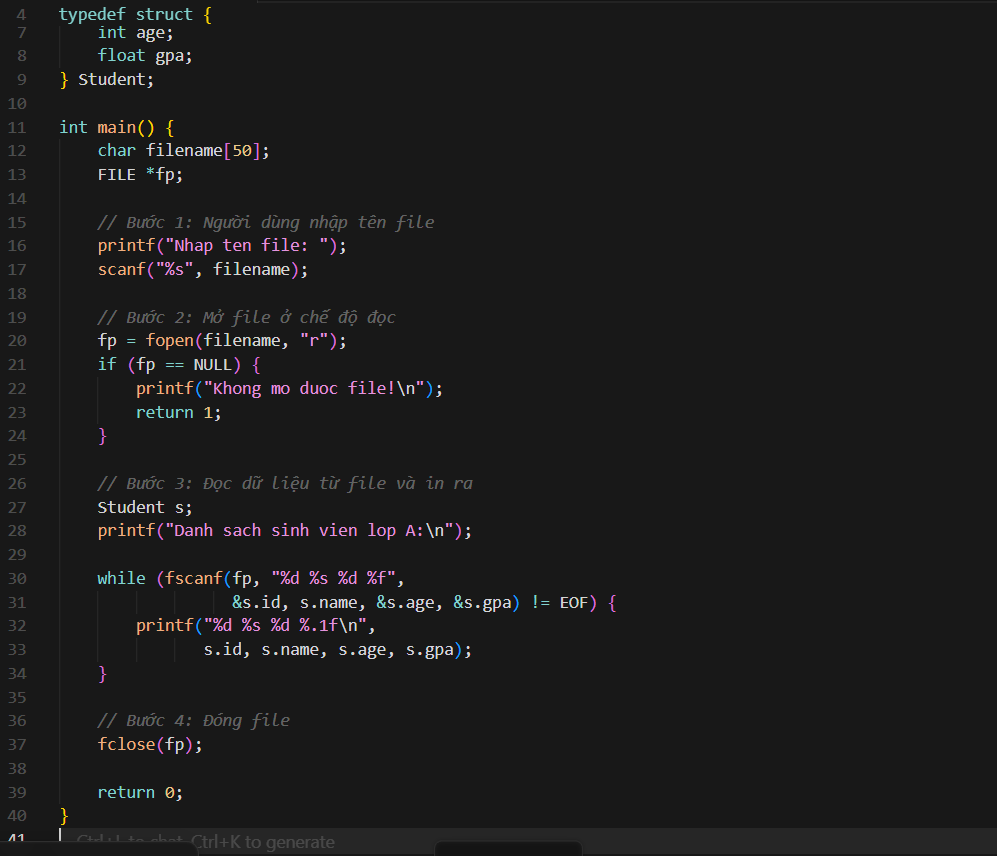 4 typedef struct {
7 int age;
8 float gpa;
9 } Student;
10
11 int main() {
12 char filename[50];
13 FILE *fp;
14
15 // Bước 1: Người dùng nhập tên file
16 printf("Nhap ten file: ");
17 scanf("%s", filename);
18
19 // Bước 2: Mở file ở chế độ đọc
20 fp = fopen(filename, "r");
21 if (fp == NULL) {
22 printf("Khong mo duoc file!\n");
23 return 1;
24 }
25
26 // Bước 3: Đọc dữ liệu từ file và in ra
27 Student s;
28 printf("Danh sach sinh vien lop A:\n");
29
30 while (fscanf(fp, "%d %s %d %f",
31 &s.id, s.name, &s.age, &s.gpa) != EOF) {
32 printf("%d %s %d %.1f\n",
33 s.id, s.name, s.age, s.gpa);
34 }
35
36 // Bước 4: Đóng file
37 fclose(fp);
38
39 return 0;
40 }
41 Ctrl+L to chat, Ctrl+K to generate